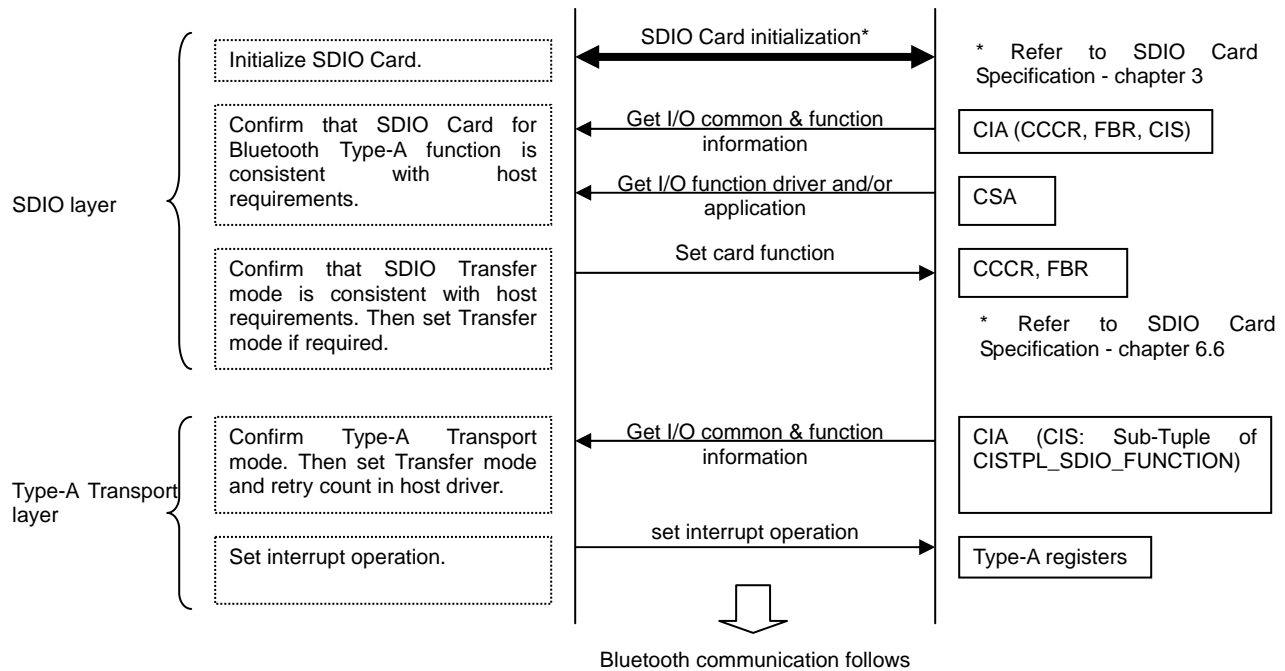 SDIO Card initialization*
Initialize SDIO Card.
* Refer to SDIO Card
Specification - chapter 3
SDIO layer
Confirm that SDIO Card for
Bluetooth Type-A function is
consistent with host
requirements.
Get I/O common & function
information
CIA (CCCR, FBR, CIS)
Get I/O function driver and/or
application
CSA
Confirm that SDIO Transfer
mode is consistent with host
requirements. Then set Transfer
mode if required.
Set card function
CCCR, FBR
* Refer to SDIO Card
Specification - chapter 6.6
Type-A Transport
layer
Confirm Type-A Transport
mode. Then set Transfer mode
and retry count in host driver.
Get I/O common & function
information
CIA (CIS: Sub-Tuple of
CISTPL_SDIO_FUNCTION)
Set interrupt operation.
set interrupt operation
Type-A registers
Bluetooth communication follows